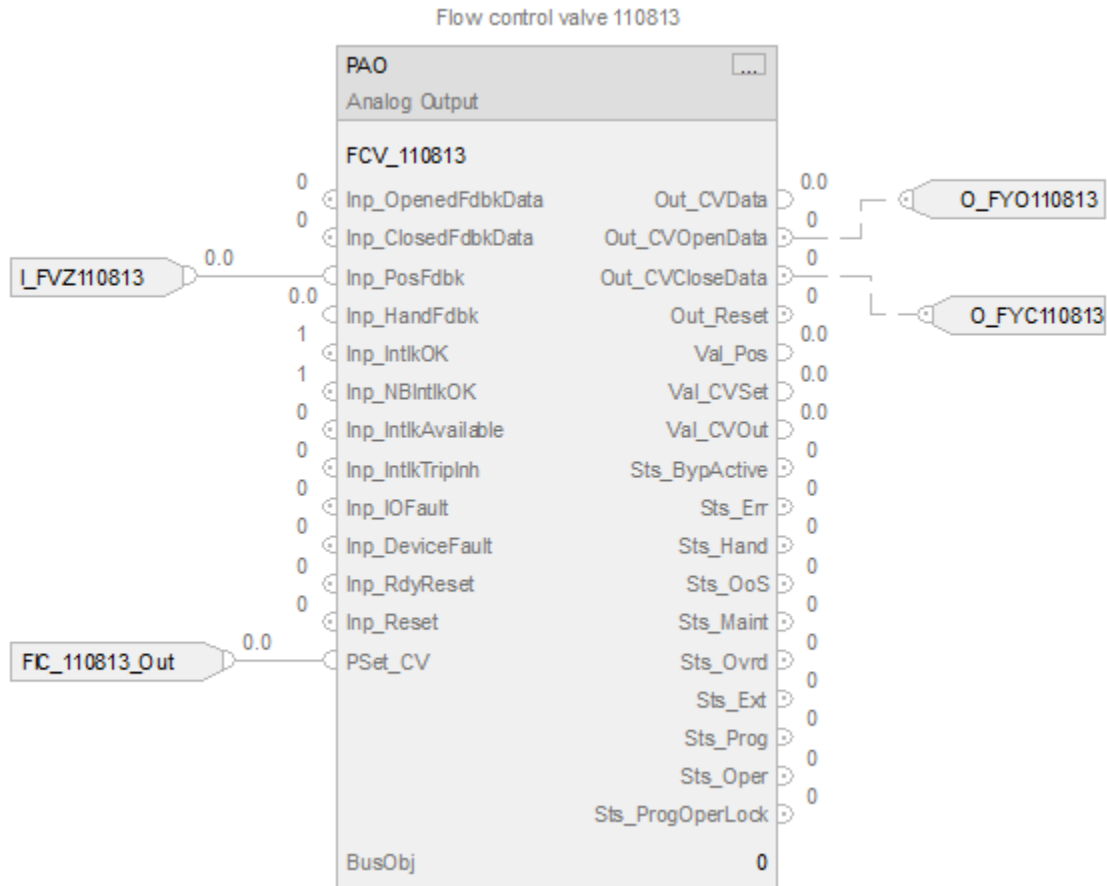 Flow control valve 110813
PAO ...
Analog Output
FCV_110813
0 Inp_OpenedFdbkData Out_CVData 0.0
0 Inp_ClosedFdbkData Out_CVOpenData 0 O_FYO110813
I_FVZ110813 0.0 Inp_PosFdbk Out_CVCloseData 0
0.0 Inp_HandFdbk Out_Reset 0 O_FYC110813
1 Inp_IntlkOK Val_Pos 0.0
1 Inp_NBIntlkOK Val_CVSet 0.0
0 Inp_IntlkAvailable Val_CVOut 0.0
0 Inp_IntlkTripInh Sts_BypActive 0
0 Inp_IOFault Sts_Err 0
0 Inp_DeviceFault Sts_Hand 0
0 Inp_RdyReset Sts_OoS 0
0 Inp_Reset Sts_Maint 0
FIC_110813_Out 0.0 PSet_CV Sts_Ovrd 0
Sts_Ext 0
Sts_Prog 0
Sts_Oper 0
Sts_ProgOperLock 0
BusObj 0